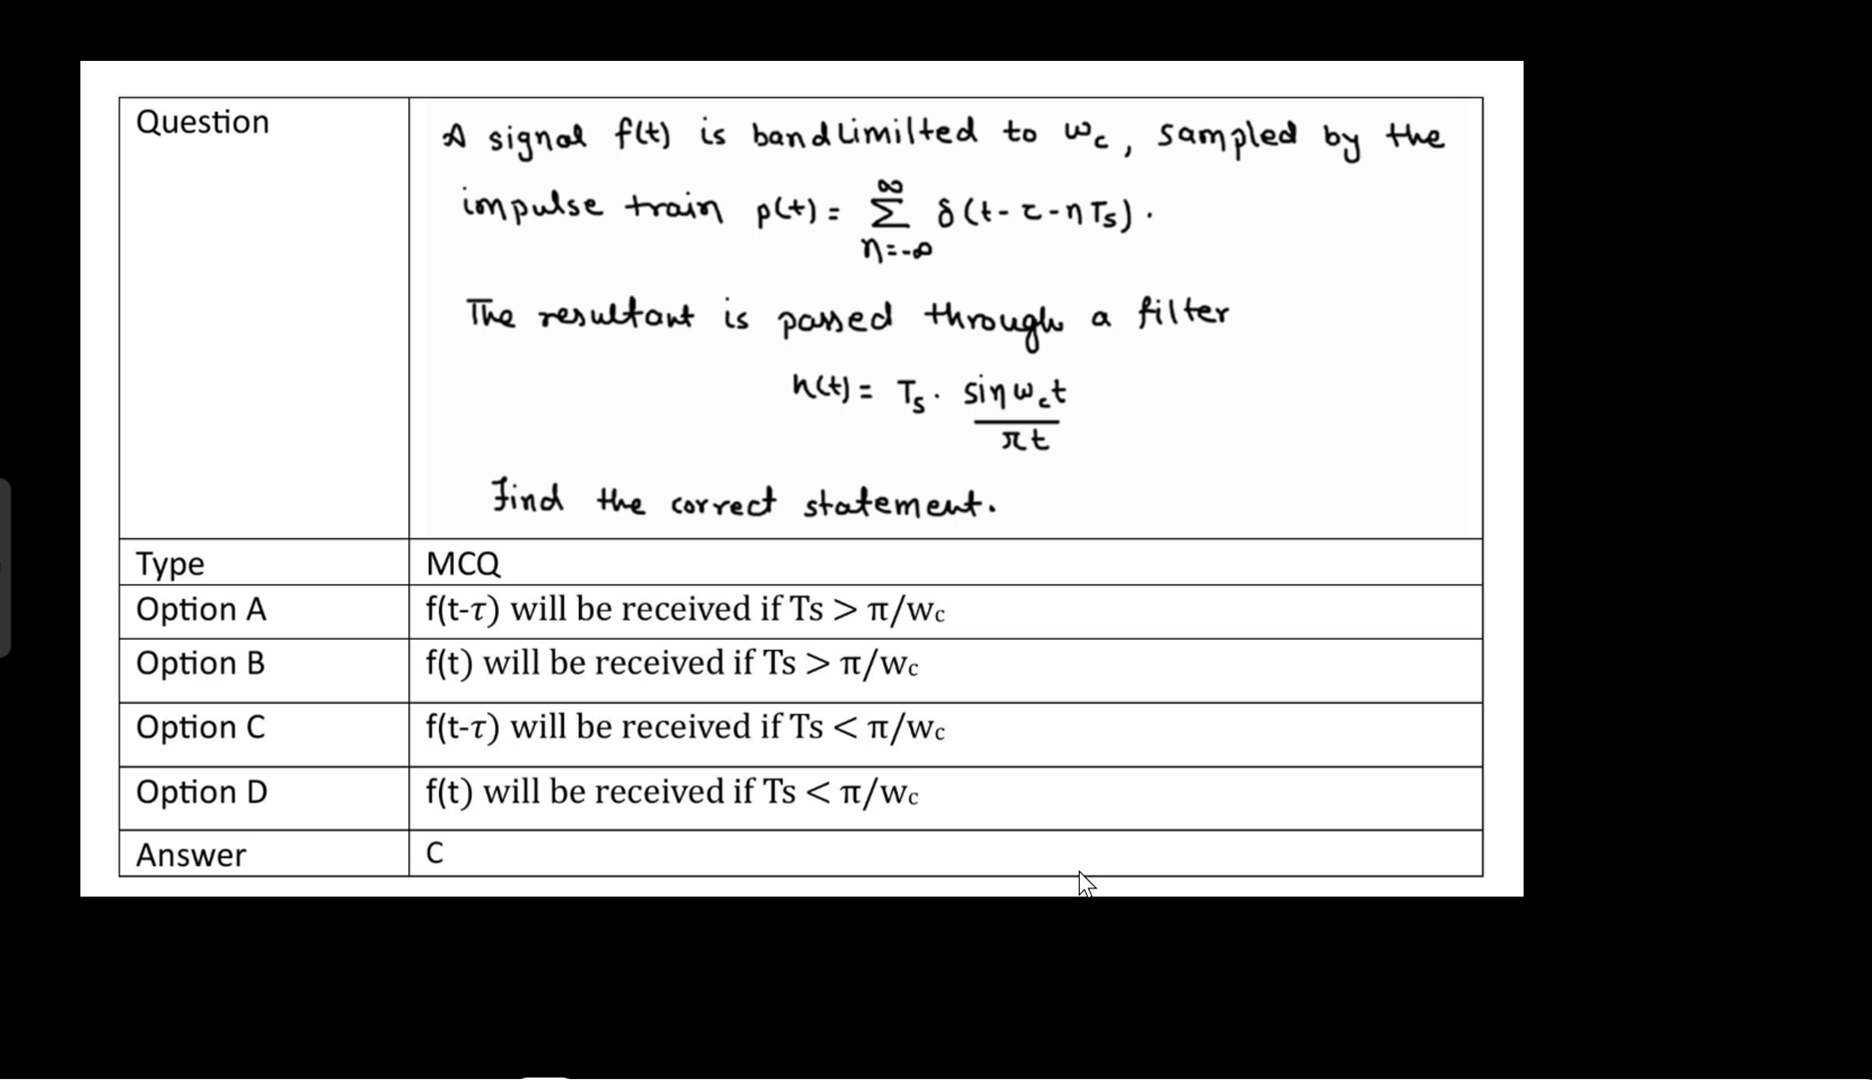 Question
A signal f(t) is bandlimilted to ωc, sampled by the
impulse train p(t) = ∞ Σ n=-∞ δ(t - τ - nTs).
The resultant is passed through a filter
h(t) = Ts · sin ωct / πt
Find the correct statement.
Type MCQ
Option A f(t-τ) will be received if Ts > π/wc
Option B f(t) will be received if Ts > π/wc
Option C f(t-τ) will be received if Ts < π/wc
Option D f(t) will be received if Ts < π/wc
Answer C